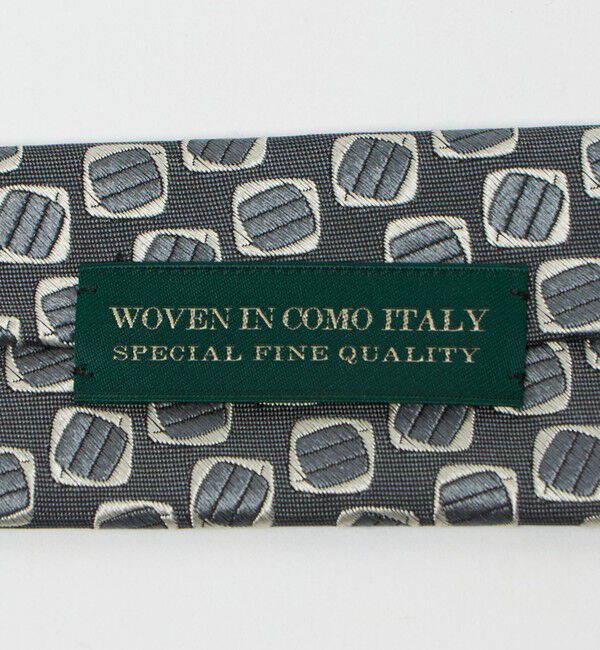 WOVEN IN COMO ITALY
SPECIAL FINE QUALITY